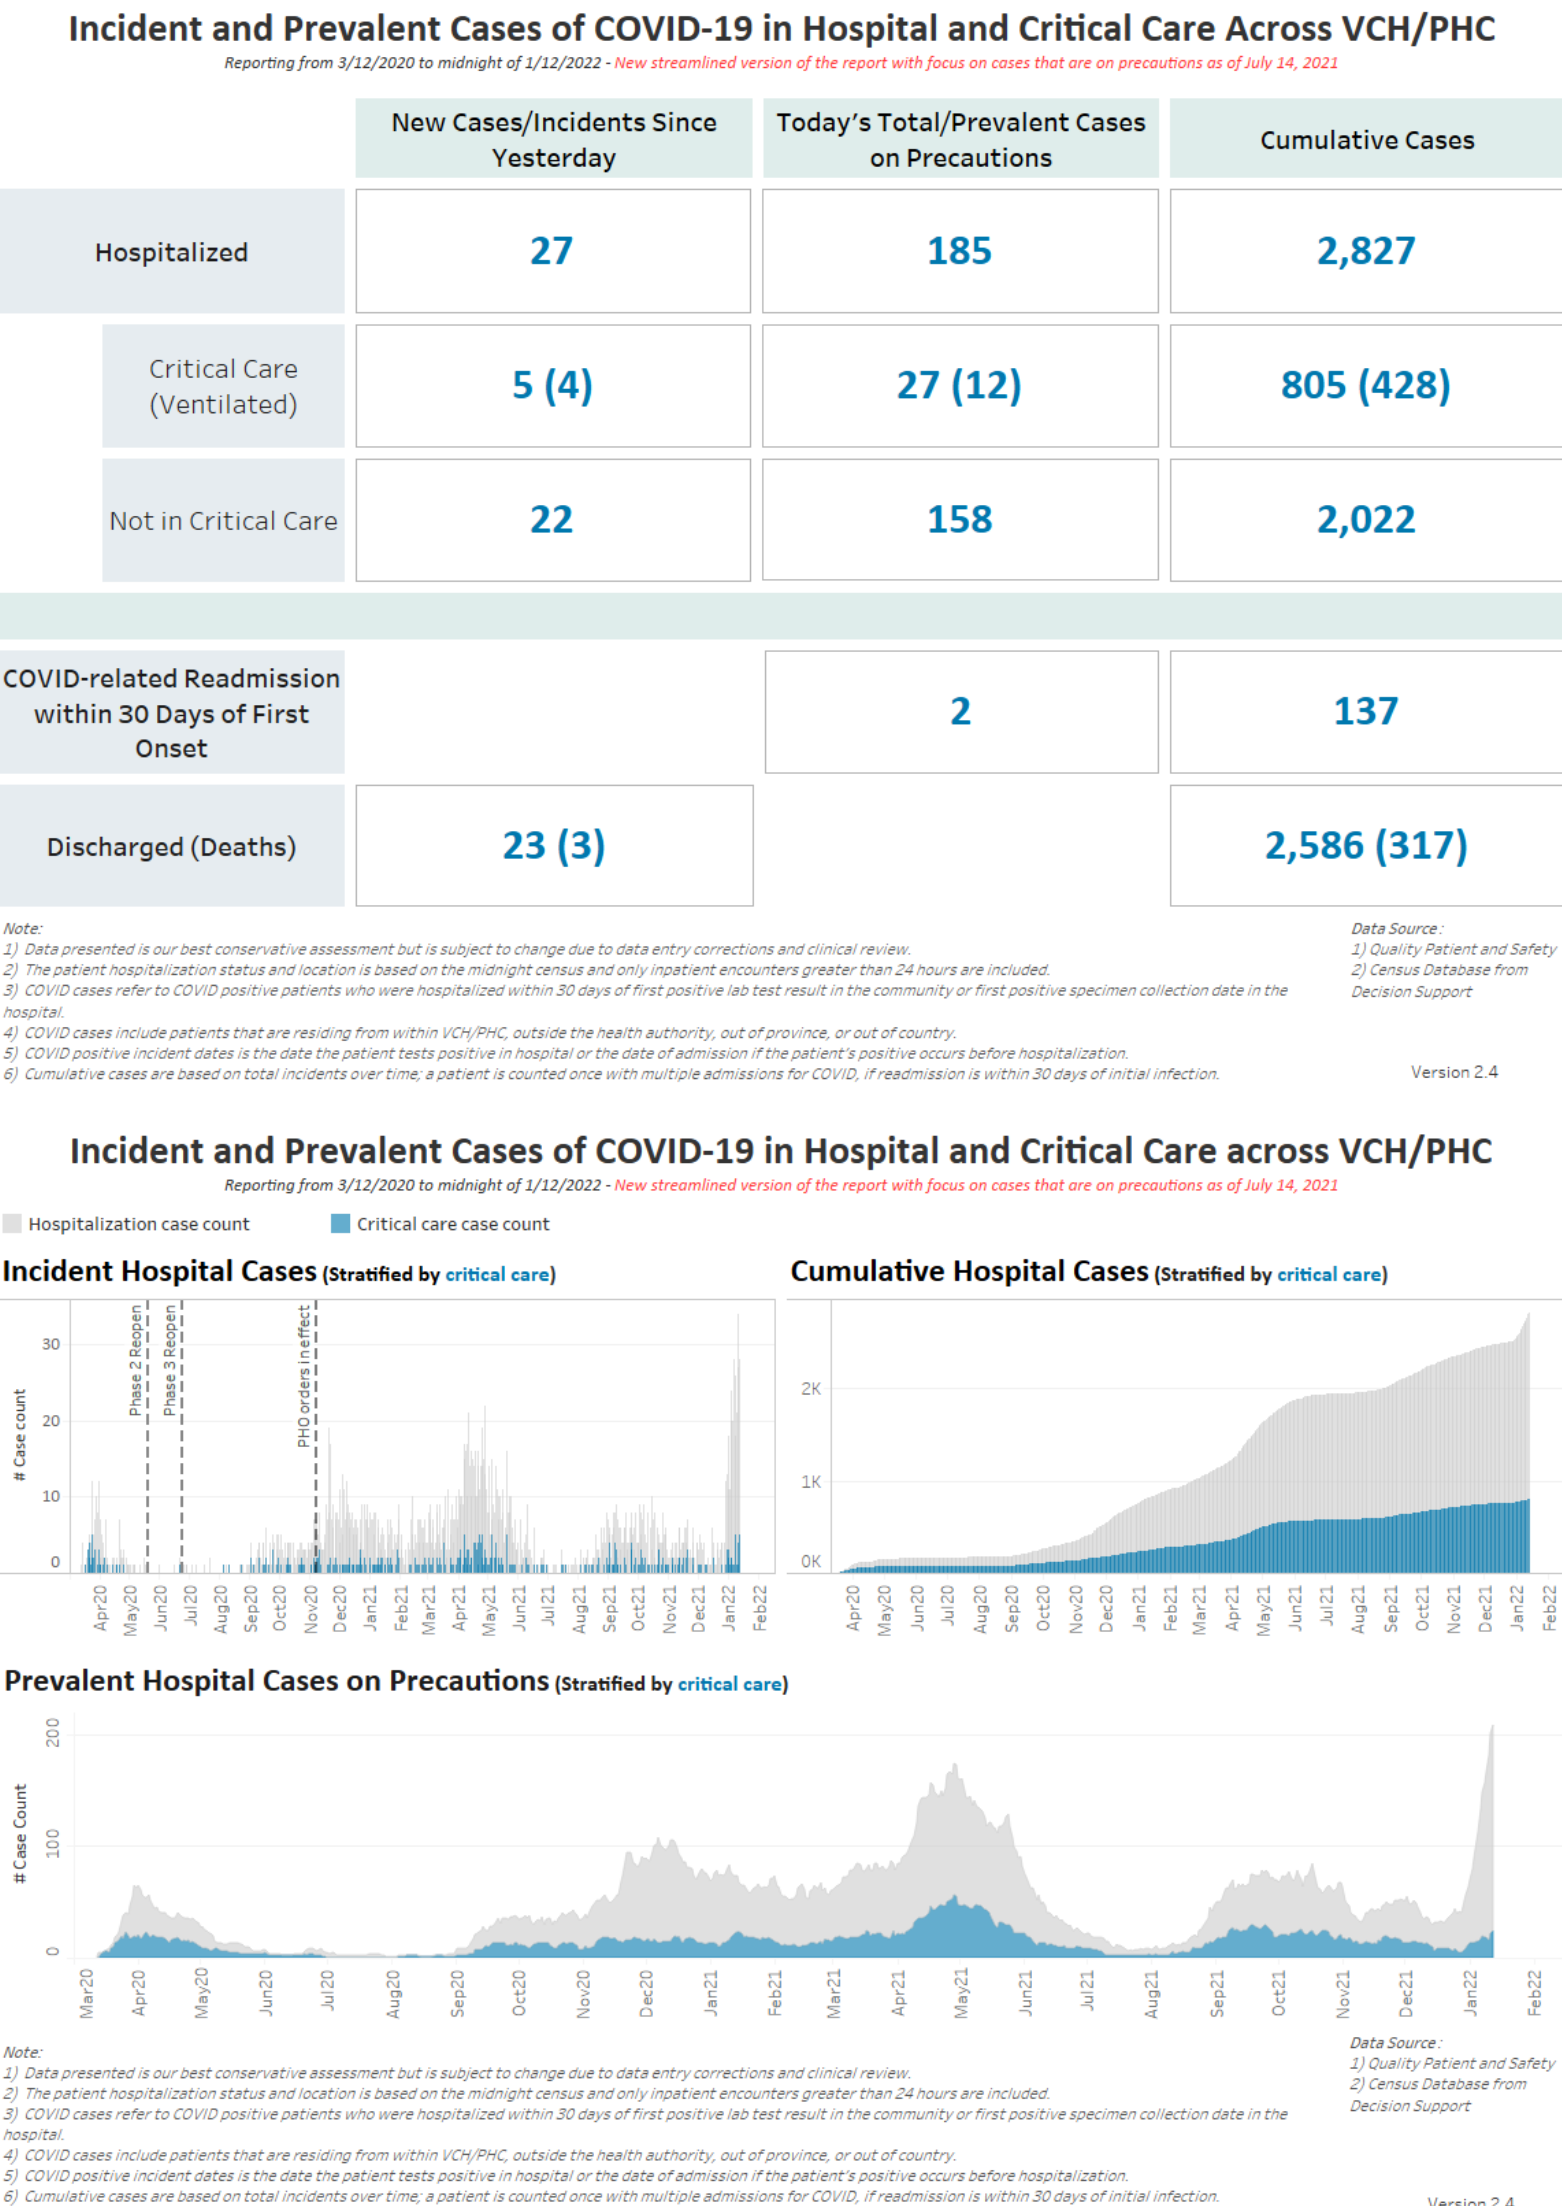 Incident and Prevalent Cases of COVID-19 in Hospital and Critical Care Across VCH/PHC
Reporting from 3/12/2020 to midnight of 1/12/2022 - New streamlined version of the report with focus on cases that are on precautions as of July 14, 2021
New Cases/Incidents Since
Yesterday
Today's Total/Prevalent Cases
on Precautions
Cumulative Cases
Hospitalized
27
185
2,827
Critical Care
(Ventilated)
5 (4)
27 (12)
805 (428)
Not in Critical Care
22
158
2,022
COVID-related Readmission
within 30 Days of First
Onset
2
137
Discharged (Deaths)
23 (3)
2,586 (317)
Note:
1) Data presented is our best conservative assessment but is subject to change due to data entry corrections and clinical review.
2) The patient hospitalization status and location is based on the midnight census and only inpatient encounters greater than 24 hours are included.
3) COVID cases refer to COVID positive patients who were hospitalized within 30 days of first positive lab test result in the community or first positive specimen collection date in the
hospital.
4) COVID cases include patients that are residing from within VCH/PHC, outside the health authority, out of province, or out of country.
5) COVID positive incident dates is the date the patient tests positive in hospital or the date of admission if the patient's positive occurs before hospitalization.
6) Cumulative cases are based on total incidents over time; a patient is counted once with multiple admissions for COVID, if readmission is within 30 days of initial infection.
Data Source:
1) Quality Patient and Safety
2) Census Database from
Decision Support
Version 2.4
Incident and Prevalent Cases of COVID-19 in Hospital and Critical Care across VCH/PHC
Reporting from 3/12/2020 to midnight of 1/12/2022 - New streamlined version of the report with focus on cases that are on precautions as of July 14, 2021
Hospitalization case count
Critical care case count
Incident Hospital Cases (Stratified by critical care)
# Case count
30
20
10
0
Phase 2 Reopen
Phase 3 Reopen
PHO orders in effect
Apr20 May20 Jun20 Jul20 Aug20 Sep20 Oct20 Nov20 Dec20 Jan21 Feb21 Mar21 Apr21 May21 Jun21 Jul21 Aug21 Sep21 Oct21 Nov21 Dec21 Jan22 Feb22
Cumulative Hospital Cases (Stratified by critical care)
2K
1K
0K
Apr20 May20 Jun20 Jul20 Aug20 Sep20 Oct20 Nov20 Dec20 Jan21 Feb21 Mar21 Apr21 May21 Jun21 Jul21 Aug21 Sep21 Oct21 Nov21 Dec21 Jan22 Feb22
Prevalent Hospital Cases on Precautions (Stratified by critical care)
# Case Count
200
100
0
Mar20 Apr20 May20 Jun20 Jul20 Aug20 Sep20 Oct20 Nov20 Dec20 Jan21 Feb21 Mar21 Apr21 May21 Jun21 Jul21 Aug21 Sep21 Oct21 Nov21 Dec21 Jan22 Feb22
Note:
1) Data presented is our best conservative assessment but is subject to change due to data entry corrections and clinical review.
2) The patient hospitalization status and location is based on the midnight census and only inpatient encounters greater than 24 hours are included.
3) COVID cases refer to COVID positive patients who were hospitalized within 30 days of first positive lab test result in the community or first positive specimen collection date in the
hospital.
4) COVID cases include patients that are residing from within VCH/PHC, outside the health authority, out of province, or out of country.
5) COVID positive incident dates is the date the patient tests positive in hospital or the date of admission if the patient's positive occurs before hospitalization.
6) Cumulative cases are based on total incidents over time; a patient is counted once with multiple admissions for COVID, if readmission is within 30 days of initial infection.
Data Source:
1) Quality Patient and Safety
2) Census Database from
Decision Support
Version 2.4